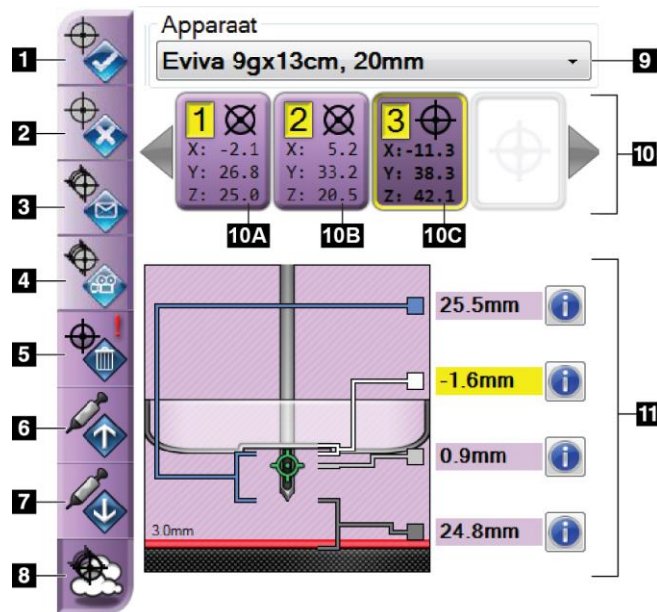 Apparaat
1 Eviva 9gx13cm, 20mm 9
2 1 2 3 10
X: -2.1 X: 5.2 X:-11.3
Y: 26.8 Y: 33.2 Y: 38.3
3 Z: 25.0 Z: 20.5 Z: 42.1
10A 10B 10C
4 25.5mm i
5 !
-1.6mm i
6 11
0.9mm i
7
3.0mm 24.8mm i
8